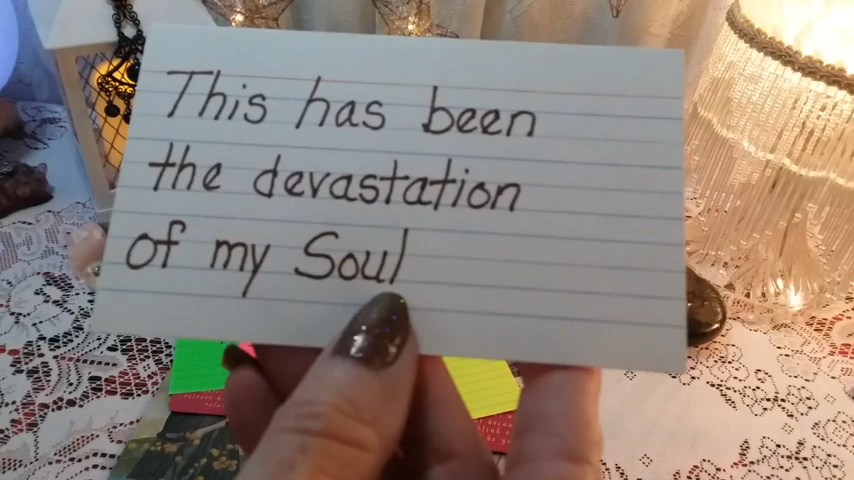 This has been
the devastation
of my Soul